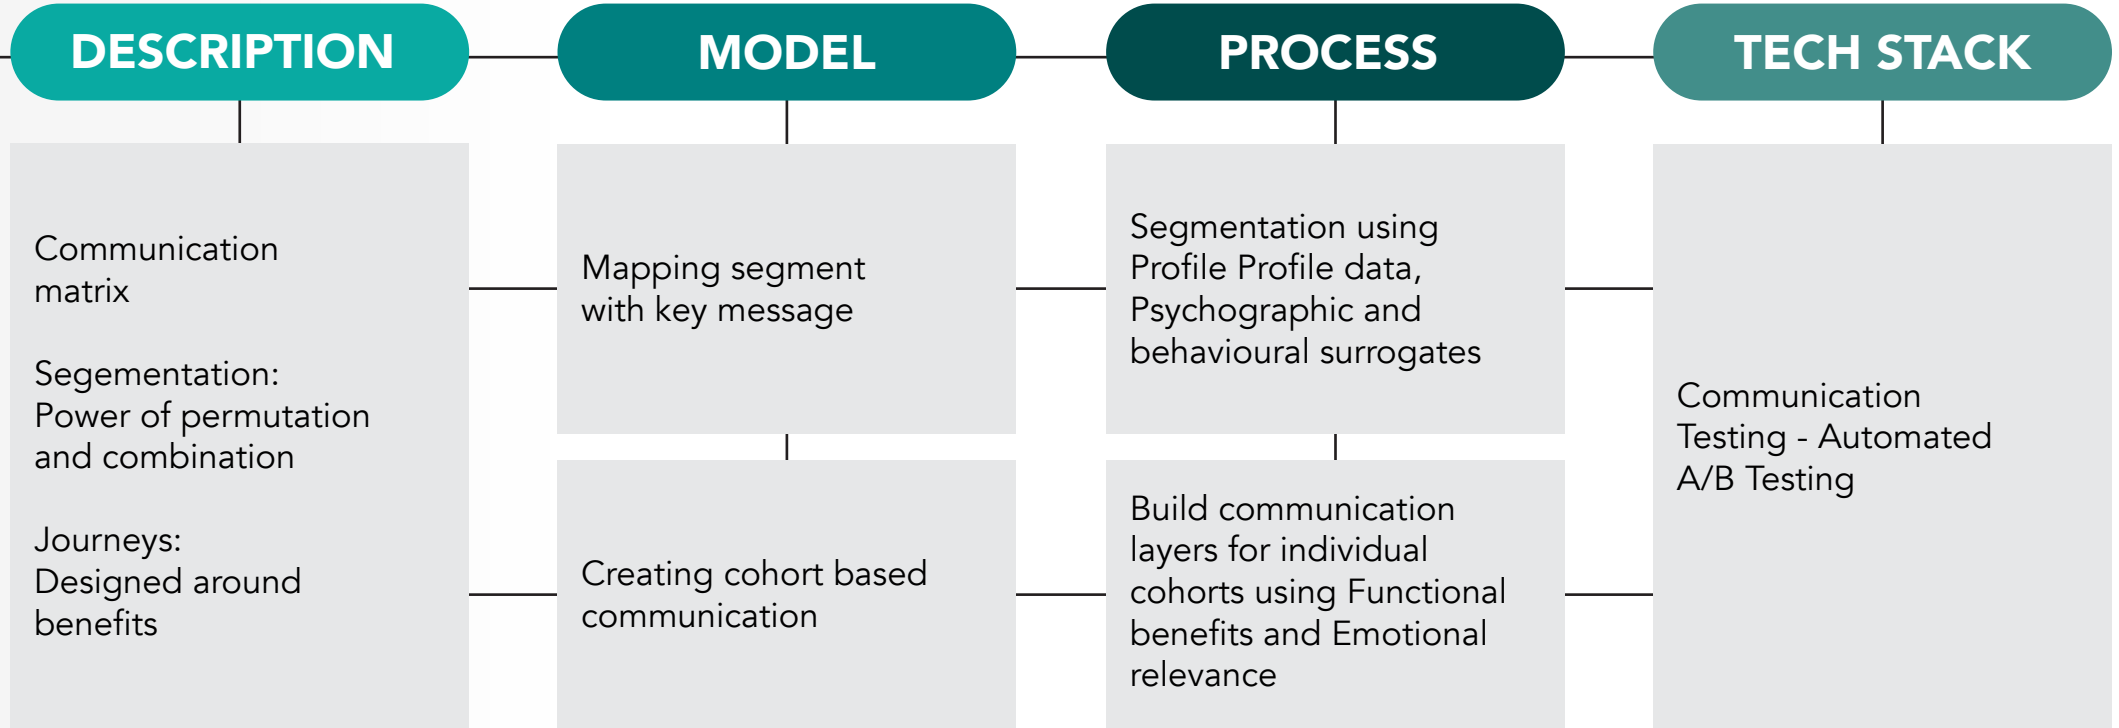 DESCRIPTION
MODEL
PROCESS
TECH STACK
Communication
matrix
Segementation:
Power of permutation
and combination
Journeys:
Designed around
benefits
Mapping segment
with key message
Creating cohort based
communication
Segmentation using
Profile Profile data,
Psychographic and
behavioural surrogates
Build communication
layers for individual
cohorts using Functional
benefits and Emotional
relevance
Communication
Testing - Automated
A/B Testing